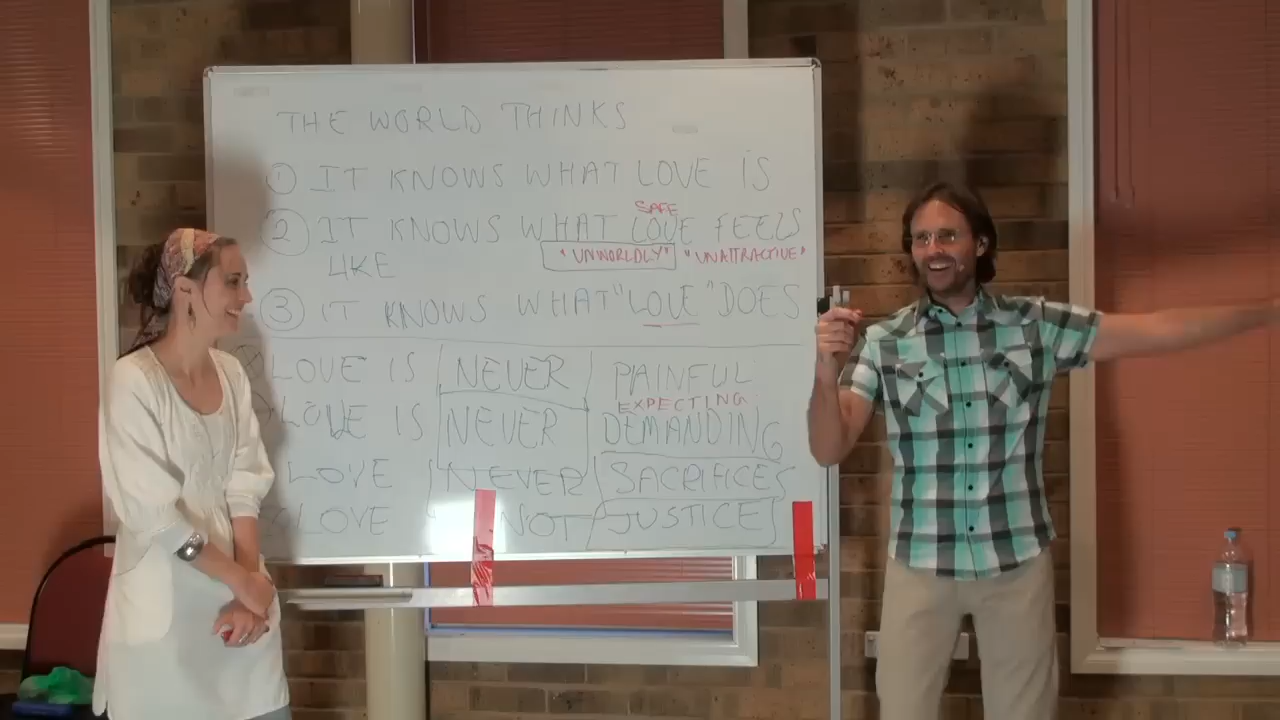 THE WORLD THINKS
① IT KNOWS WHAT LOVE IS
SAFE
② IT KNOWS WHAT LOVE FEELS
LIKE "UNWORLDLY" "UNATTRACTIVE"
③ IT KNOWS WHAT "LOVE" DOES
LOVE IS NEVER PAINFUL
EXPECTING
LOVE IS NEVER DEMANDING
LOVE NEVER SACRIFICES
LOVE NOT JUSTICE